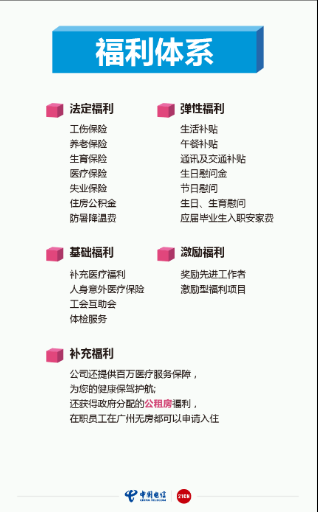 福利体系
法定福利
工伤保险
养老保险
生育保险
医疗保险
失业保险
住房公积金
防暑降温费
弹性福利
生活补贴
午餐补贴
通讯及交通补贴
生日慰问金
节日慰问
生日、生育慰问
应届毕业生入职安家费
基础福利
补充医疗福利
人身意外医疗保险
工会互助会
体检服务
激励福利
奖励先进工作者
激励型福利项目
补充福利
公司还提供百万医疗服务保障，
为您的健康保驾护航;
还获得政府分配的公租房福利，
在职员工在广州无房都可以申请入住
中国电信